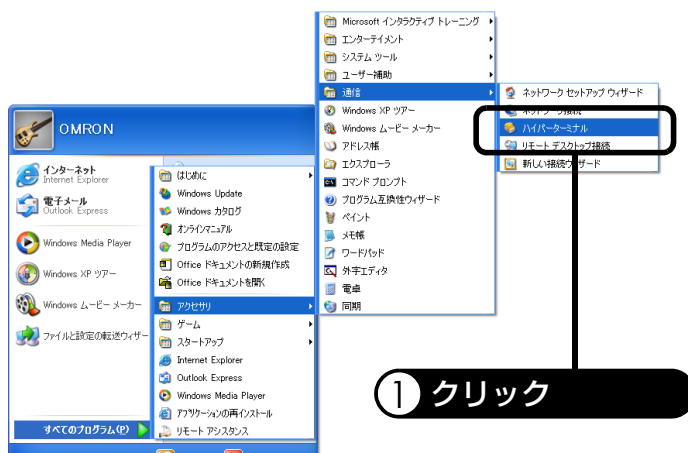 OMRON
インターネット
Internet Explorer
電子メール
Outlook Express
Windows Media Player
Windows XP ツアー
Windows ムービー メーカー
ファイルと設定の転送ウィザー
すべてのプログラム(P)
はじめに
Windows Update
Windows カタログ
オンラインマニュアル
プログラムのアクセスと既定の設定
Office ドキュメントの新規作成
Office ドキュメントを開く
アクセサリ
ゲーム
スタートアップ
Internet Explorer
Outlook Express
Windows Media Player
アプリケーションの再インストール
リモート アシスタンス
Microsoft インタラクティブ トレーニング
エンターテイメント
システム ツール
ユーザー補助
通信
Windows XP ツアー
Windows ムービー メーカー
アドレス帳
エクスプローラ
コマンド プロンプト
プログラム互換性ウィザード
ペイント
メモ帳
ワードパッド
外字エディタ
電卓
同期
ネットワーク セットアップ ウィザード
ネットワーク接続
ハイパーターミナル
リモート デスクトップ接続
新しい接続ウィザード
① クリック